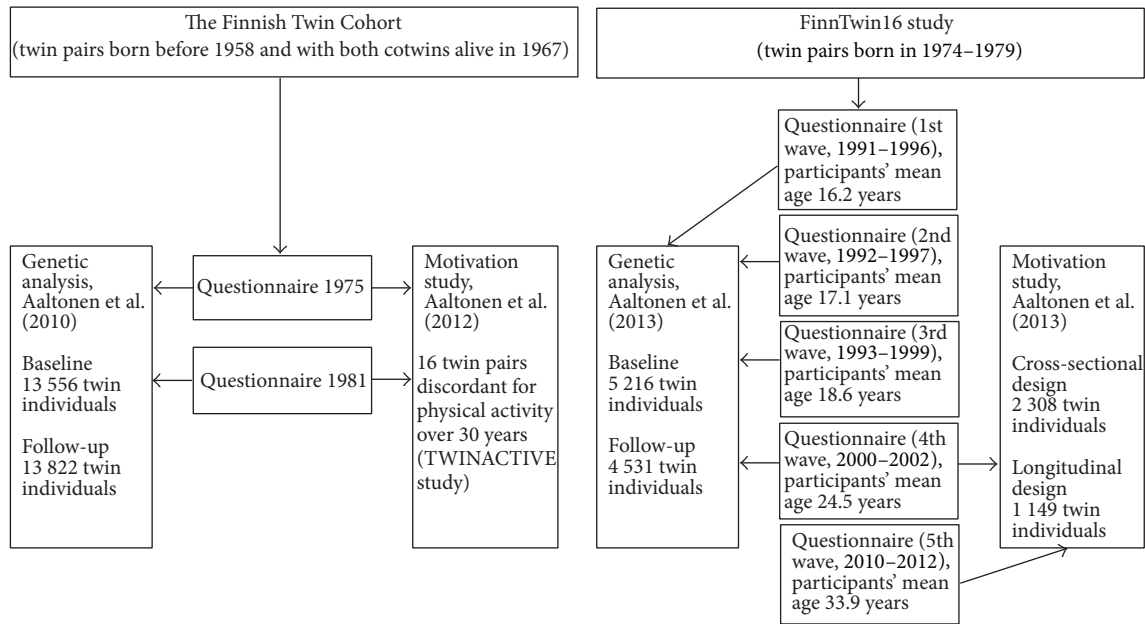 The Finnish Twin Cohort
(twin pairs born before 1958 and with both cotwins alive in 1967)
Genetic
analysis,
Aaltonen et al.
(2010)
Baseline
13 556 twin
individuals
Follow-up
13 822 twin
individuals
Questionnaire 1975
Questionnaire 1981
Motivation
study,
Aaltonen et al.
(2012)
16 twin pairs
discordant for
physical activity
over 30 years
(TWINACTIVE
study)
FinnTwin16 study
(twin pairs born in 1974–1979)
Questionnaire (1st
wave, 1991–1996),
participants’ mean
age 16.2 years
Genetic
analysis,
Aaltonen et al.
(2013)
Baseline
5 216 twin
individuals
Follow-up
4 531 twin
individuals
Questionnaire (2nd
wave, 1992–1997),
participants’ mean
age 17.1 years
Questionnaire (3rd
wave, 1993–1999),
participants’ mean
age 18.6 years
Questionnaire (4th
wave, 2000–2002),
participants’ mean
age 24.5 years
Questionnaire (5th
wave, 2010–2012),
participants’ mean
age 33.9 years
Motivation
study,
Aaltonen et al.
(2013)
Cross-sectional
design
2 308 twin
individuals
Longitudinal
design
1 149 twin
individuals